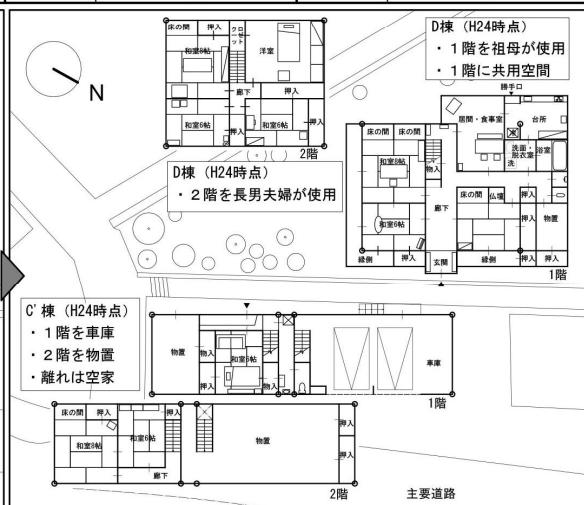 N
床の間
押入
クロゼット
洋室
和室8帖
廊下
押入
和室6帖
押入
和室6帖
2階
D棟（H24時点）
・２階を長男夫婦が使用
D棟（H24時点）
・１階を祖母が使用
・１階に共用空間
勝手口
居間・食事室
台所
床の間
床の間
洗面・脱衣室
浴室
洗
和室8帖
物入
廊下
床の間
仏壇
押入
押入
物置
和室6帖
縁側
押入
玄関
縁側
押入
押入
1階
C'棟（H24時点）
・１階を車庫
・２階を物置
・離れは空家
物置
物入
和室6帖
押入
物入
車庫
1階
床の間
押入
和室6帖
押入
和室8帖
廊下
物置
押入
押入
2階
主要道路